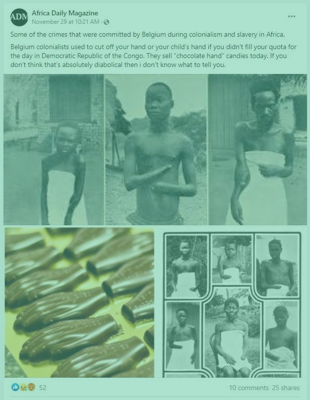 ADM
Africa Daily Magazine
November 29 at 10:21 AM ·
Some of the crimes that were committed by Belgium during colonialism and slavery in Africa.
Belgium colonialists used to cut off your hand or your child's hand if you didn't fill your quota for
the day in Democratic Republic of the Congo. They sell "chocolate hand" candies today. If you
don't think that's absolutely diabolical then i don't know what to tell you.
52
10 comments 25 shares